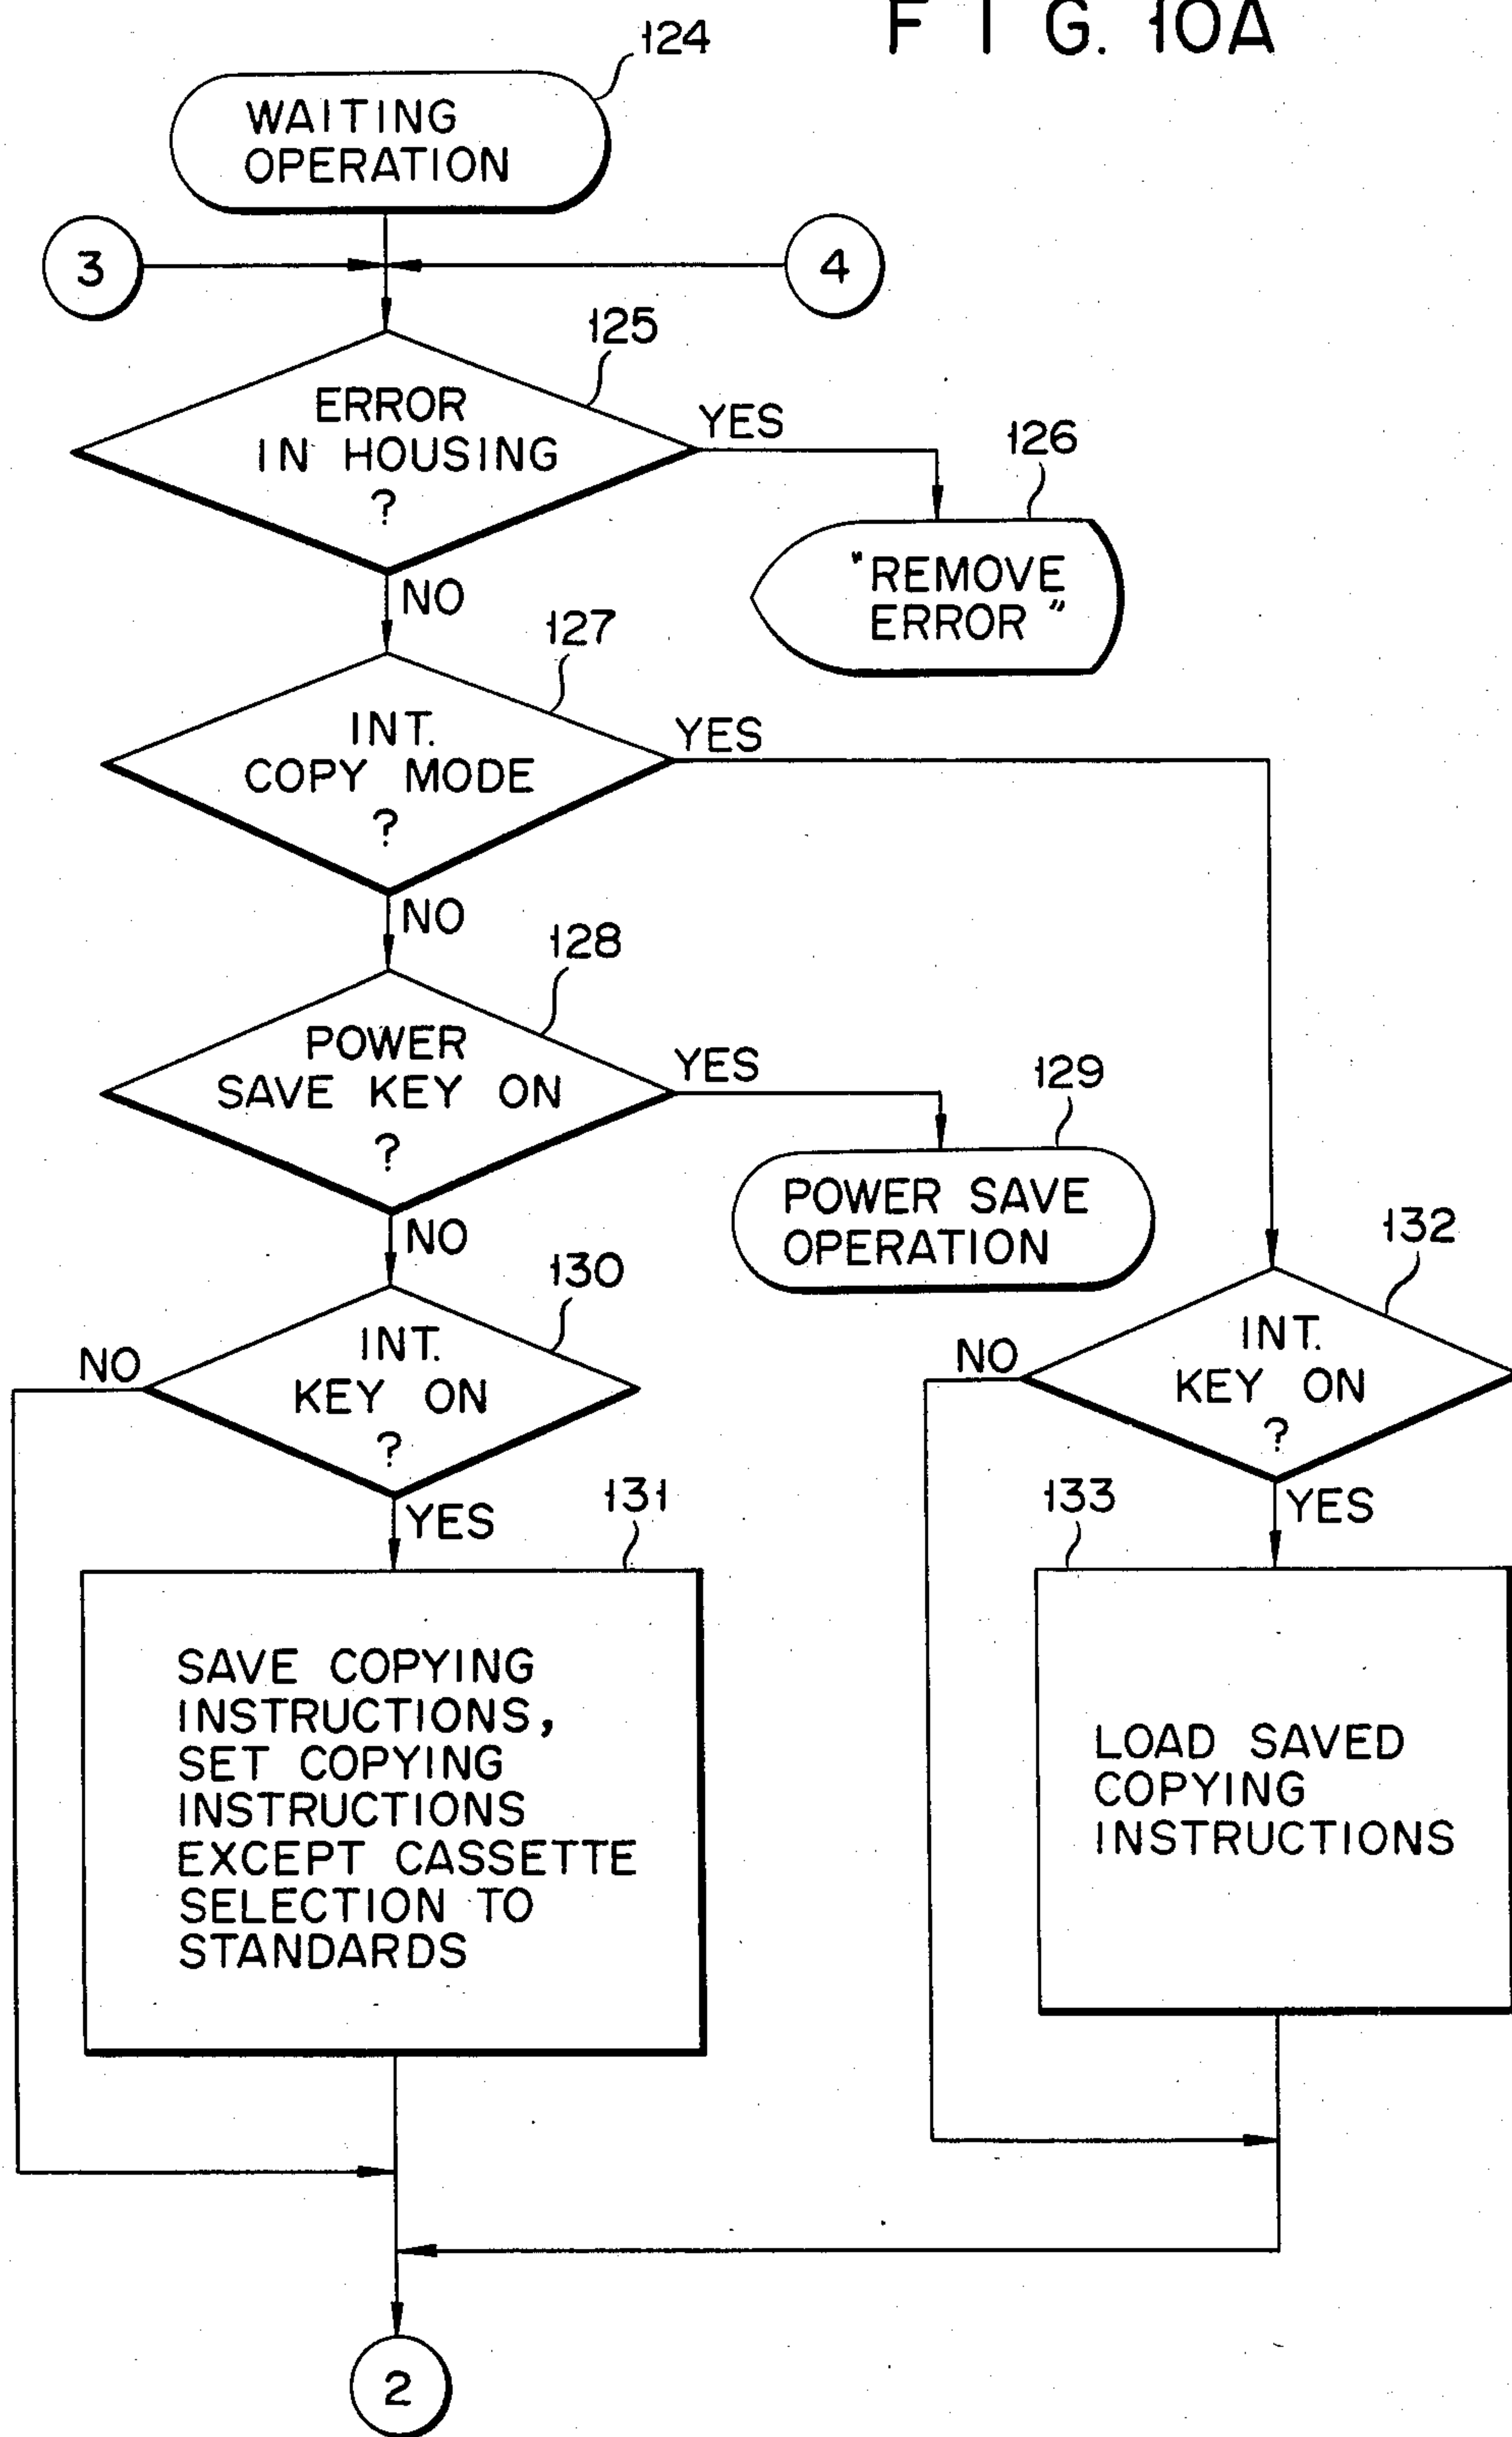 F I G. 10A
124
WAITING
OPERATION
3
4
125
ERROR
IN HOUSING
?
YES
126
"REMOVE
ERROR"
NO
127
INT.
COPY MODE
?
YES
NO
128
POWER
SAVE KEY ON
?
YES
129
POWER SAVE
OPERATION
NO
130
INT.
KEY ON
?
NO
132
INT.
KEY ON
?
NO
YES
131
SAVE COPYING
INSTRUCTIONS,
SET COPYING
INSTRUCTIONS
EXCEPT CASSETTE
SELECTION TO
STANDARDS
YES
133
LOAD SAVED
COPYING
INSTRUCTIONS
2